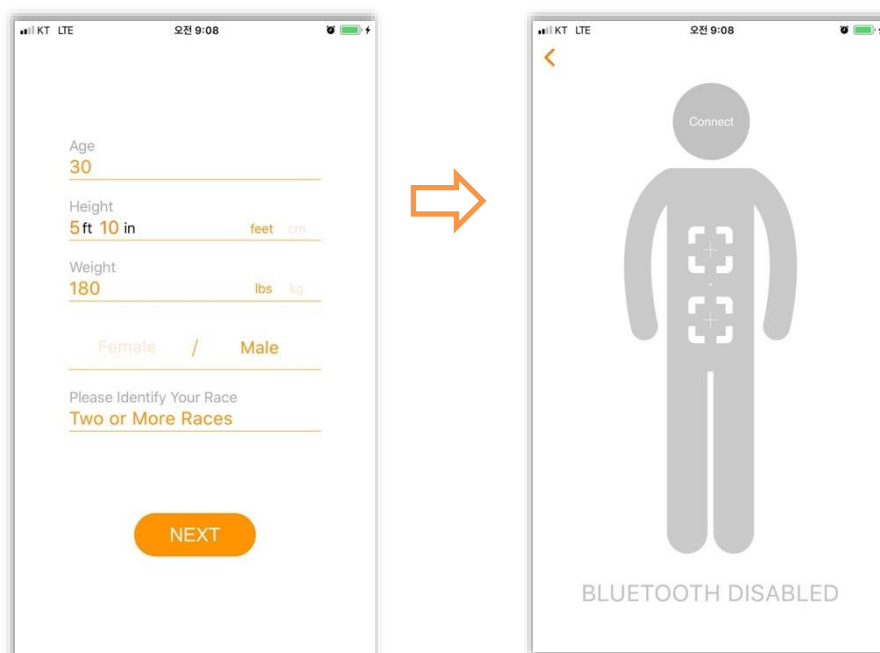 KT LTE 오전 9:08
Age
30
Height
5 ft 10 in feet cm
Weight
180 lbs kg
Female / Male
Please Identify Your Race
Two or More Races
NEXT
KT LTE 오전 9:08
Connect
BLUETOOTH DISABLED